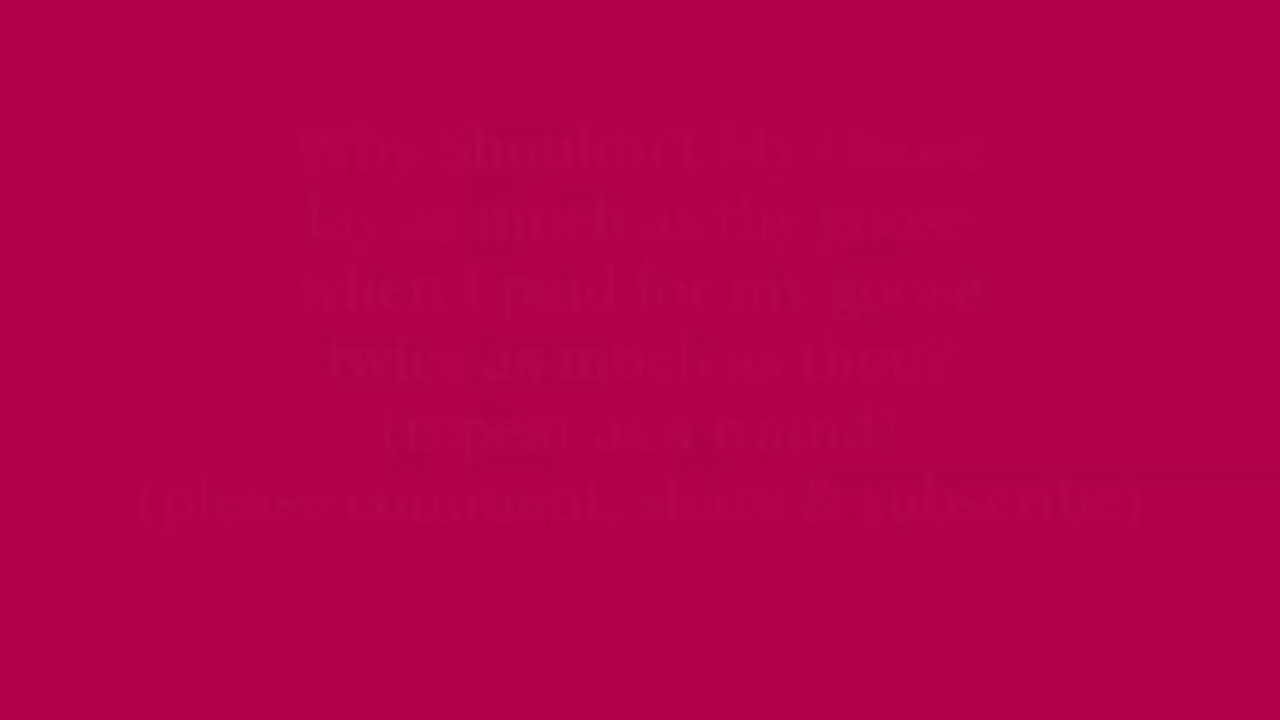 Why Shouldn't My Goose
lay as much as thy goose
when I paid for my goose
twice as much as thou?
(repeat as a round)
(please comment, share & subscribe)